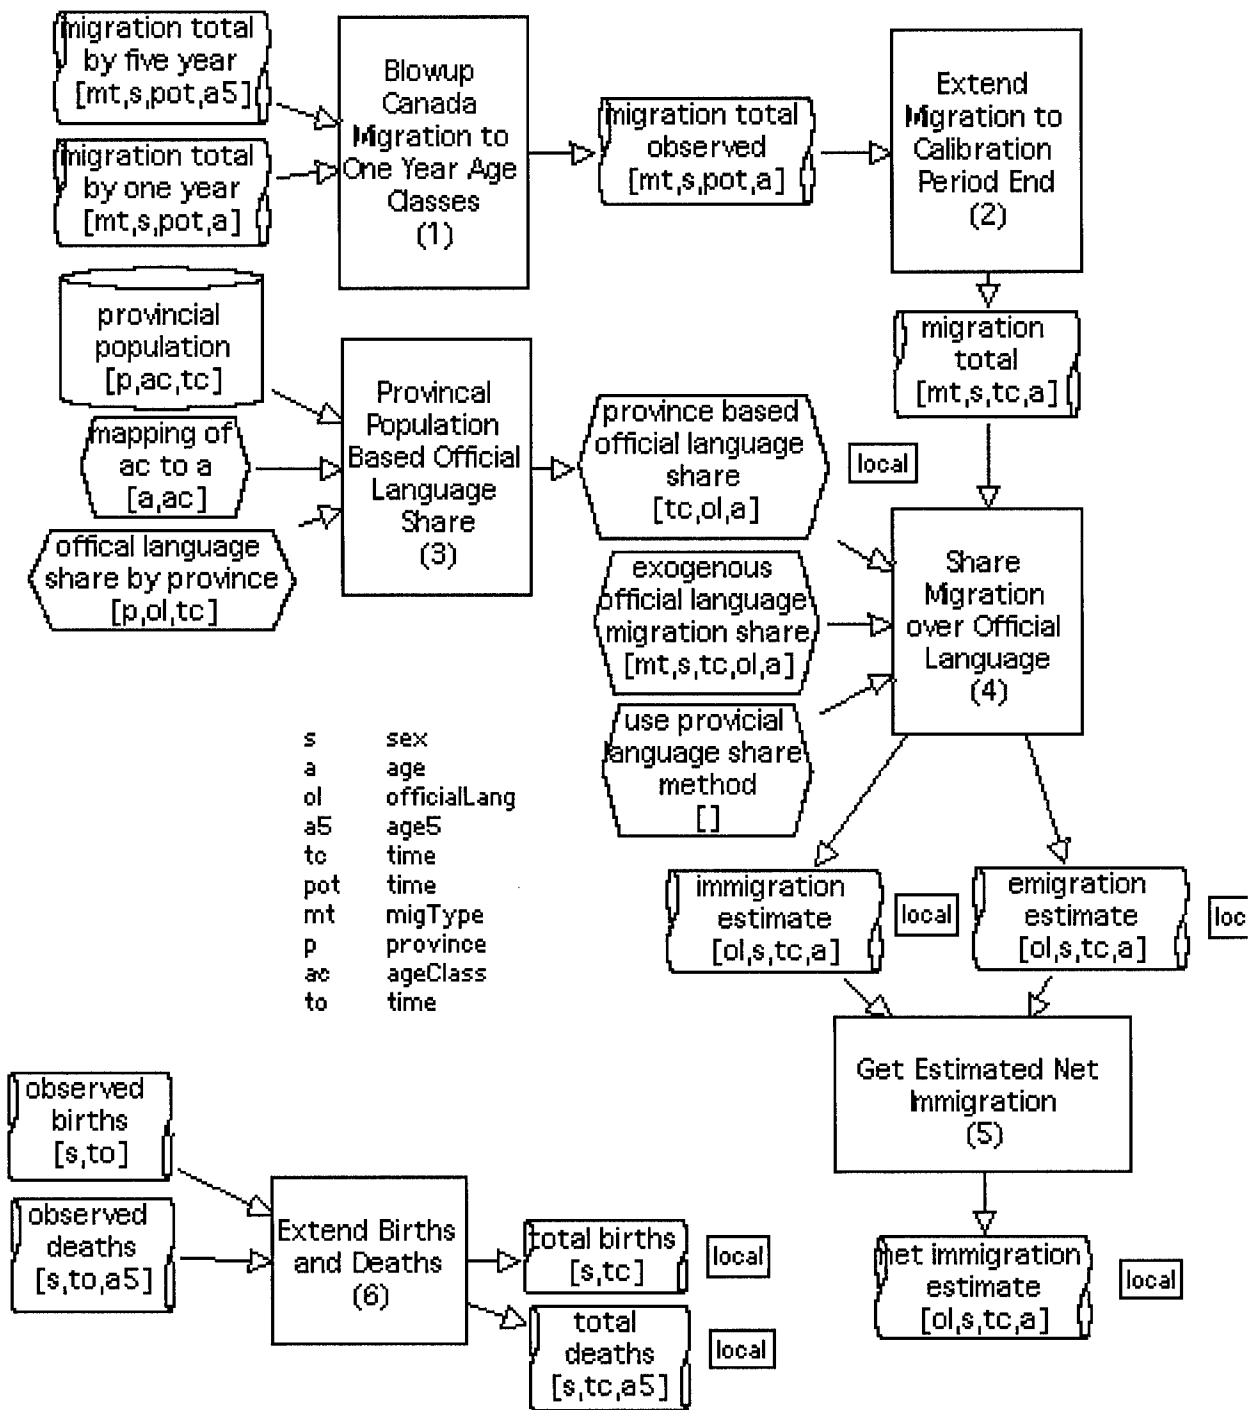 migration total
by five year
[mt,s,pot,a5]
migration total
by one year
[mt,s,pot,a]
Blowup
Canada
Migration to
One Year Age
Classes
(1)
migration total
observed
[mt,s,pot,a]
Extend
Migration to
Calibration
Period End
(2)
provincial
population
[p,ac,tc]
mapping of
ac to a
[a,ac]
offical language
share by province
[p,ol,tc]
Provincal
Population
Based Official
Language
Share
(3)
province based
official language
share
[tc,ol,a]
local
migration
total
[mt,s,tc,a]
exogenous
official language
migration share
[mt,s,tc,ol,a]
use provicial
language share
method
[]
Share
Migration
over Official
Language
(4)
s sex
a age
ol officialLang
a5 age5
tc time
pot time
mt migType
p province
ac ageClass
to time
immigration
estimate
[ol,s,tc,a]
local
emigration
estimate
[ol,s,tc,a]
loc
Get Estimated Net
Immigration
(5)
net immigration
estimate
[ol,s,tc,a]
local
observed
births
[s,to]
observed
deaths
[s,to,a5]
Extend Births
and Deaths
(6)
total births
[s,tc]
local
total
deaths
[s,tc,a5]
local